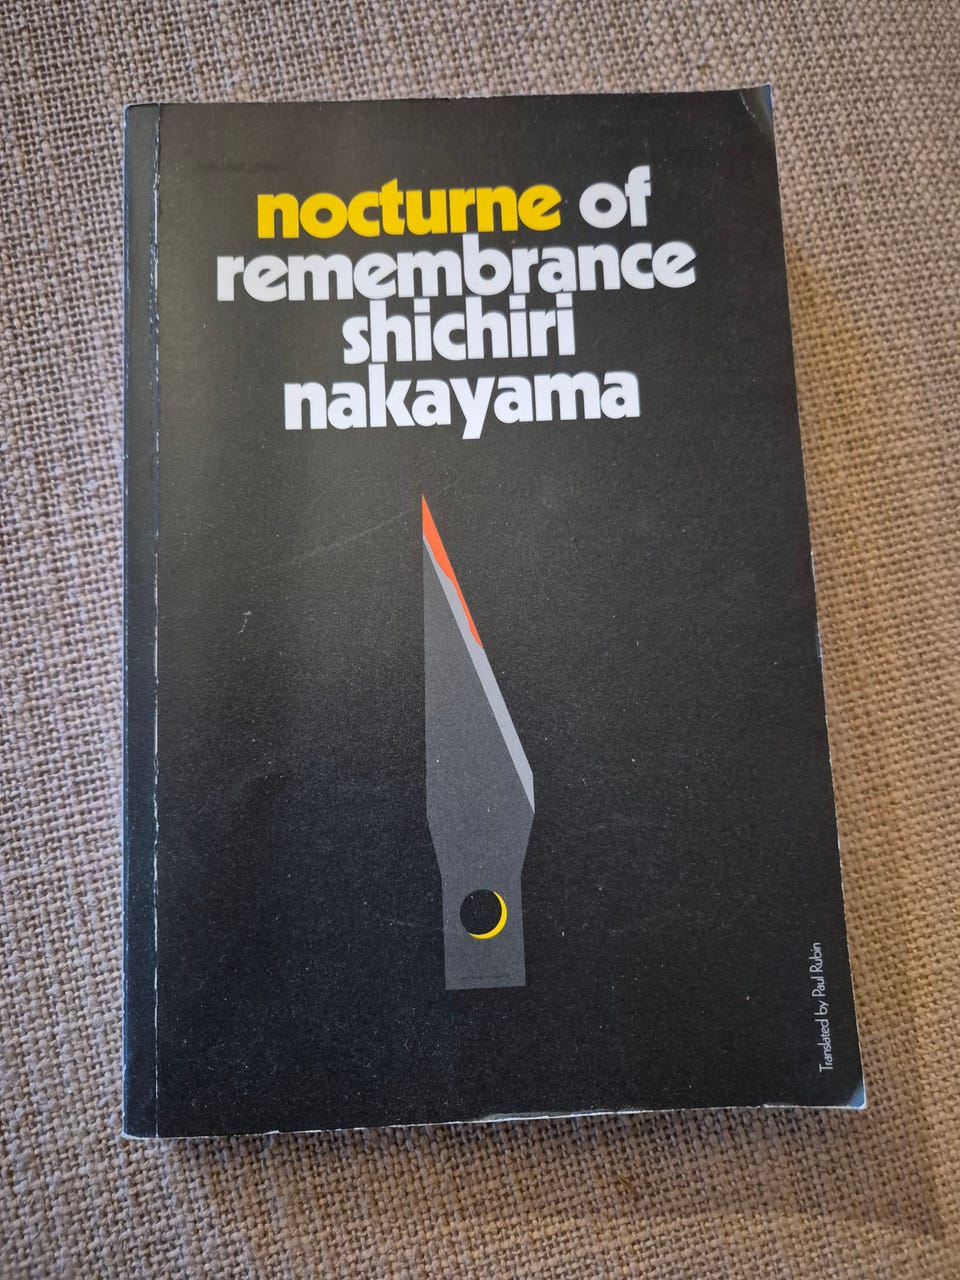 nocturne of
remembrance
shichiri
nakayama
Translated by Paul Rubin